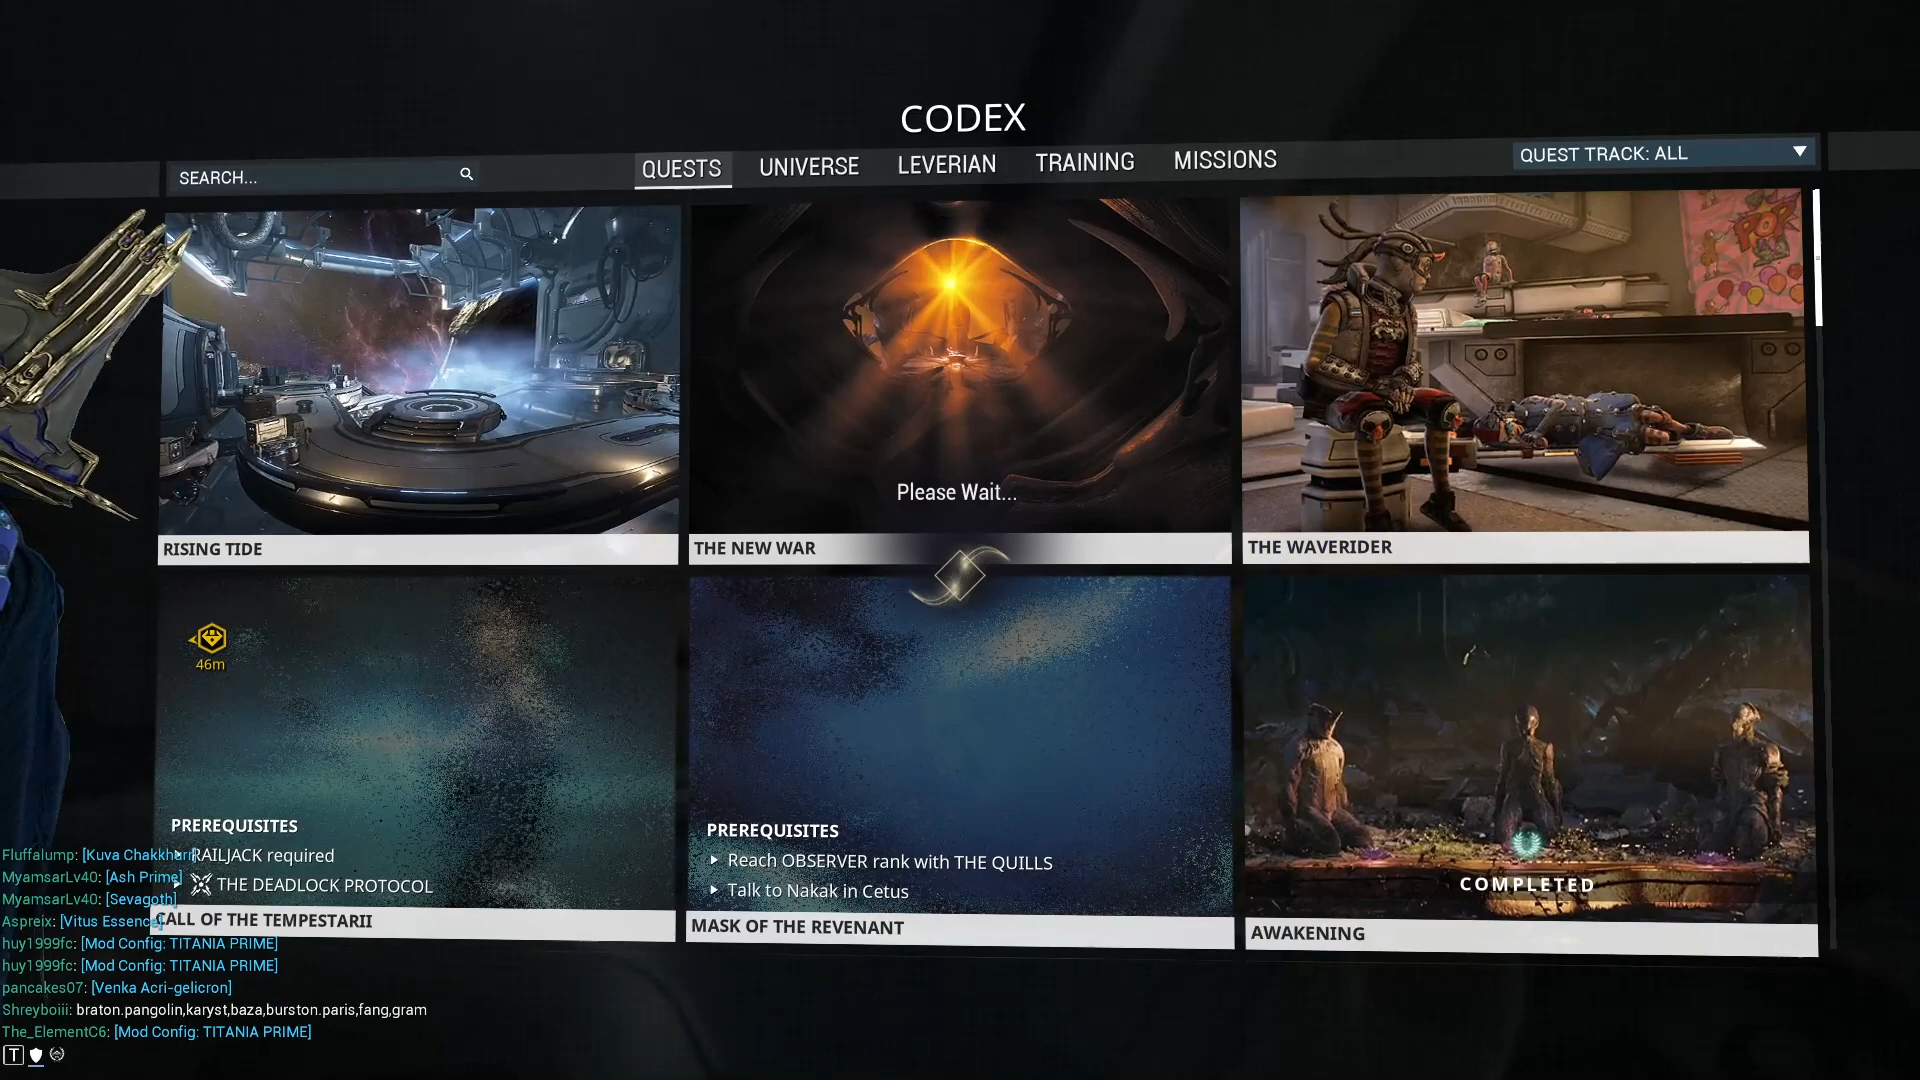 CODEX
SEARCH...
QUESTS
UNIVERSE
LEVERIAN
TRAINING
MISSIONS
QUEST TRACK: ALL
POP
Please Wait...
RISING TIDE
THE NEW WAR
THE WAVERIDER
46m
PREREQUISITES
RAILJACK required
THE DEADLOCK PROTOCOL
CALL OF THE TEMPESTARII
PREREQUISITES
Reach OBSERVER rank with THE QUILLS
Talk to Nakak in Cetus
MASK OF THE REVENANT
COMPLETED
AWAKENING
Fluffalump: [Kuva Chakkhurr]
MyamsarLv40: [Ash Prime]
MyamsarLv40: [Sevagoth]
Aspreix: [Vitus Essence]
huy1999fc: [Mod Config: TITANIA PRIME]
huy1999fc: [Mod Config: TITANIA PRIME]
pancakes07: [Venka Acri-gelicron]
Shreyboiii: braton.pangolin,karyst,baza,burston.paris,fang,gram
The_ElementC6: [Mod Config: TITANIA PRIME]
T